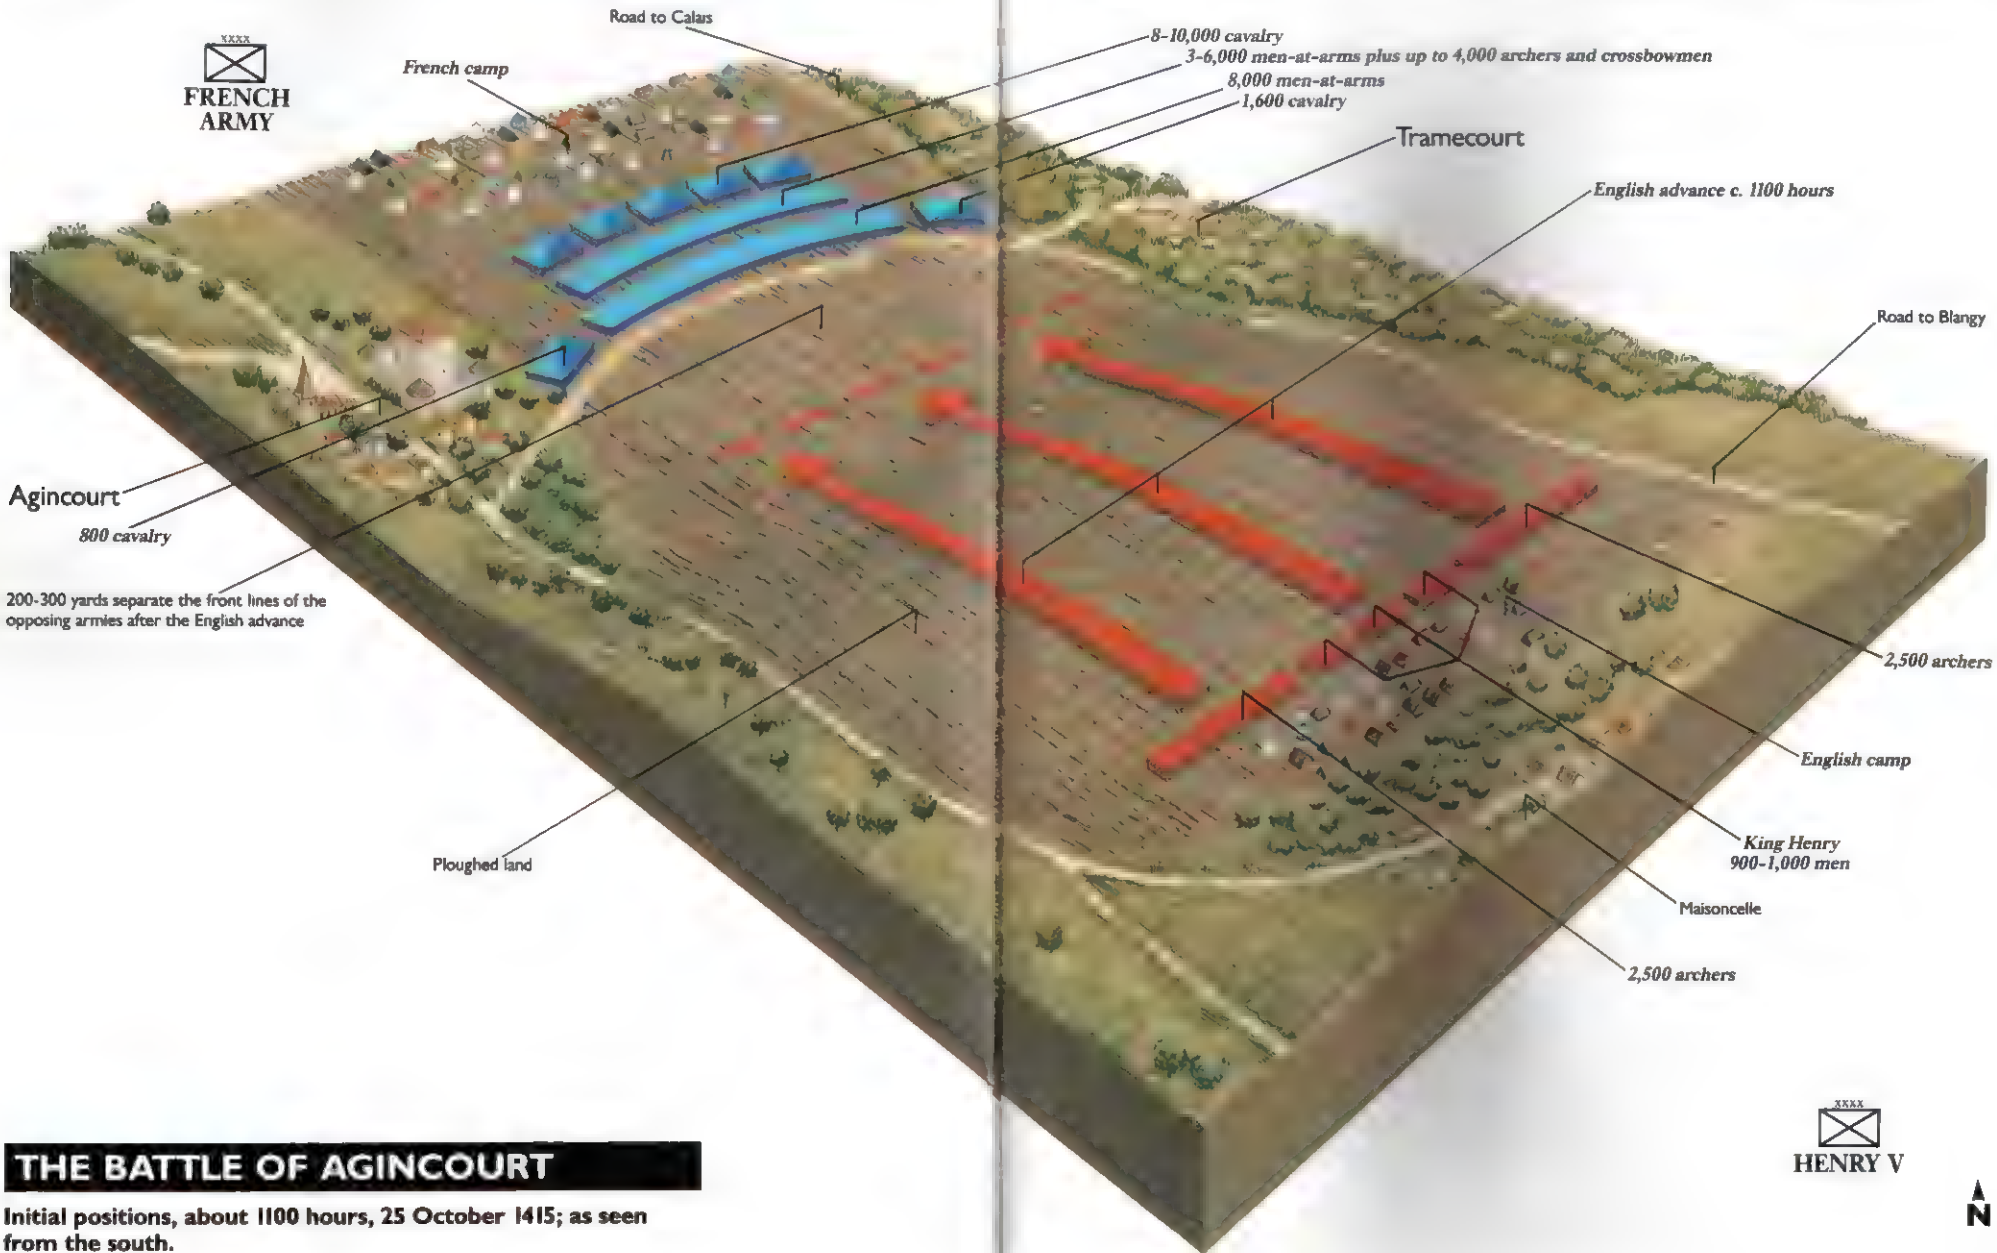 Road to Calais
xxxx
FRENCH
ARMY
French camp
8-10,000 cavalry
3-6,000 men-at-arms plus up to 4,000 archers and crossbowmen
8,000 men-at-arms
1,600 cavalry
Tramecourt
English advance c. 1100 hours
Road to Blangy
Agincourt
800 cavalry
200-300 yards separate the front lines of the
opposing armies after the English advance
2,500 archers
English camp
King Henry
900-1,000 men
Ploughed land
Maisoncelle
2,500 archers
xxxx
HENRY V
N
THE BATTLE OF AGINCOURT
Initial positions, about 1100 hours, 25 October 1415; as seen
from the south.